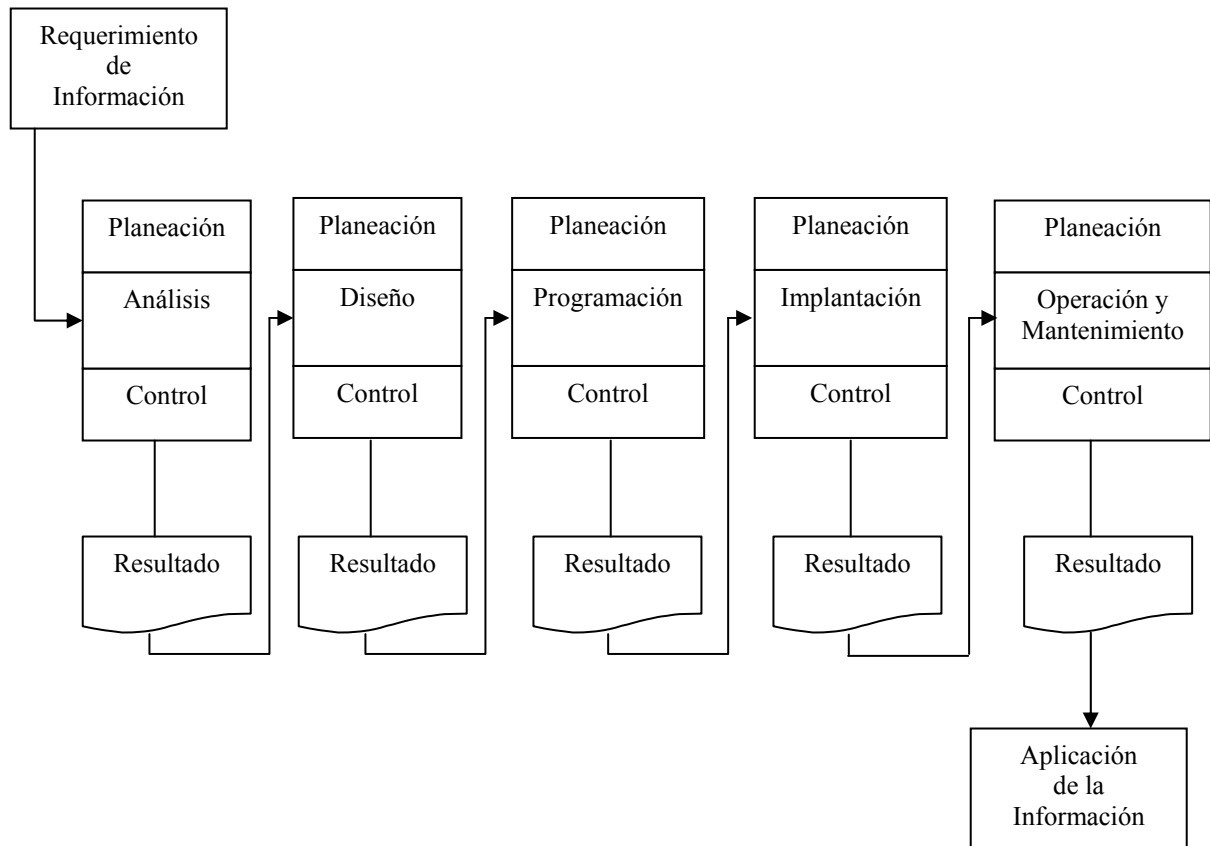 Requerimiento
de
Información
Planeación
Planeación
Planeación
Planeación
Planeación
Análisis
Diseño
Programación
Implantación
Operación y
Mantenimiento
Control
Control
Control
Control
Control
Resultado
Resultado
Resultado
Resultado
Resultado
Aplicación
de la
Información